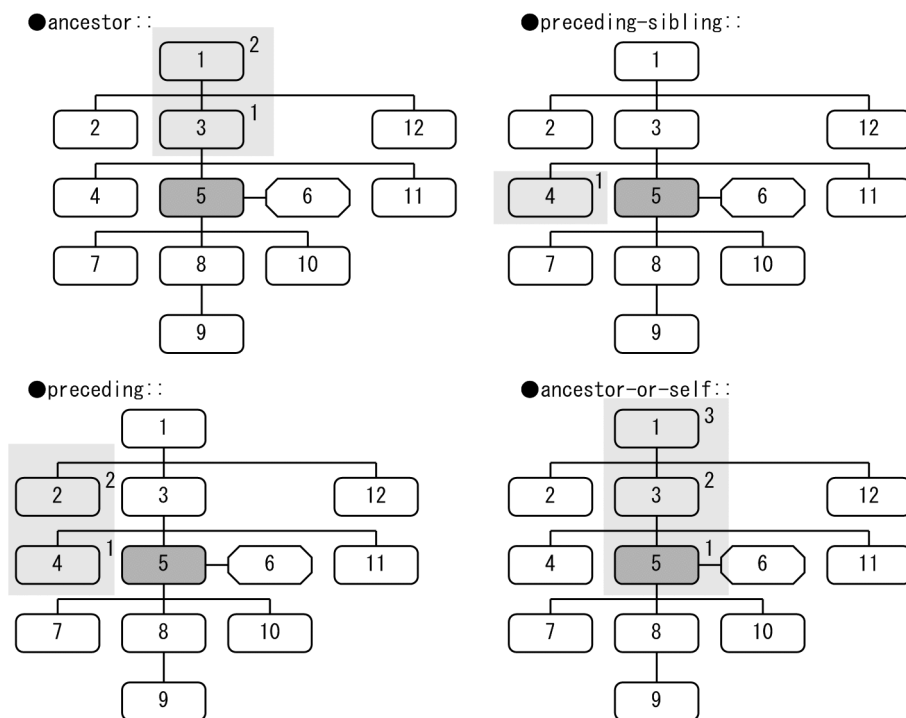 ●ancestor::
1 2
2 3 1 12
4 5 6 11
7 8 10
9
●preceding-sibling::
1
2 3 12
4 1 5 6 11
7 8 10
9
●preceding::
1
2 2 3 12
4 1 5 6 11
7 8 10
9
●ancestor-or-self::
1 3
2 3 2 12
4 5 1 6 11
7 8 10
9